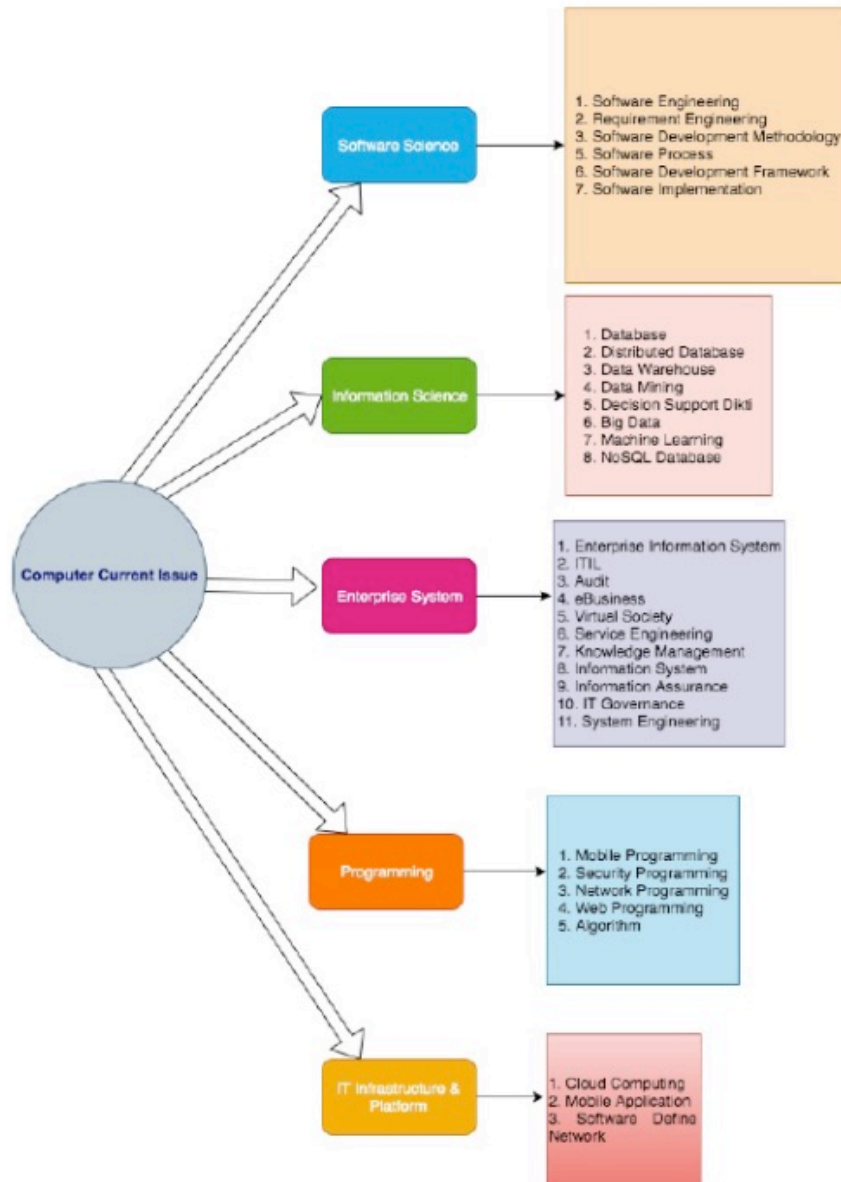 Computer Current Issue
Software Science
1. Software Engineering
2. Requirement Engineering
3. Software Development Methodology
5. Software Process
6. Software Development Framework
7. Software Implementation
Information Science
1. Database
2. Distributed Database
3. Data Warehouse
4. Data Mining
5. Decision Support Dikti
6. Big Data
7. Machine Learning
8. NoSQL Database
Enterprise System
1. Enterprise Information System
2. ITIL
3. Audit
4. eBusiness
5. Virtual Society
6. Service Engineering
7. Knowledge Management
8. Information System
9. Information Assurance
10. IT Governance
11. System Engineering
Programming
1. Mobile Programming
2. Security Programming
3. Network Programming
4. Web Programming
5. Algorithm
IT Infrastructure &
Platform
1. Cloud Computing
2. Mobile Application
3. Software Define
Network